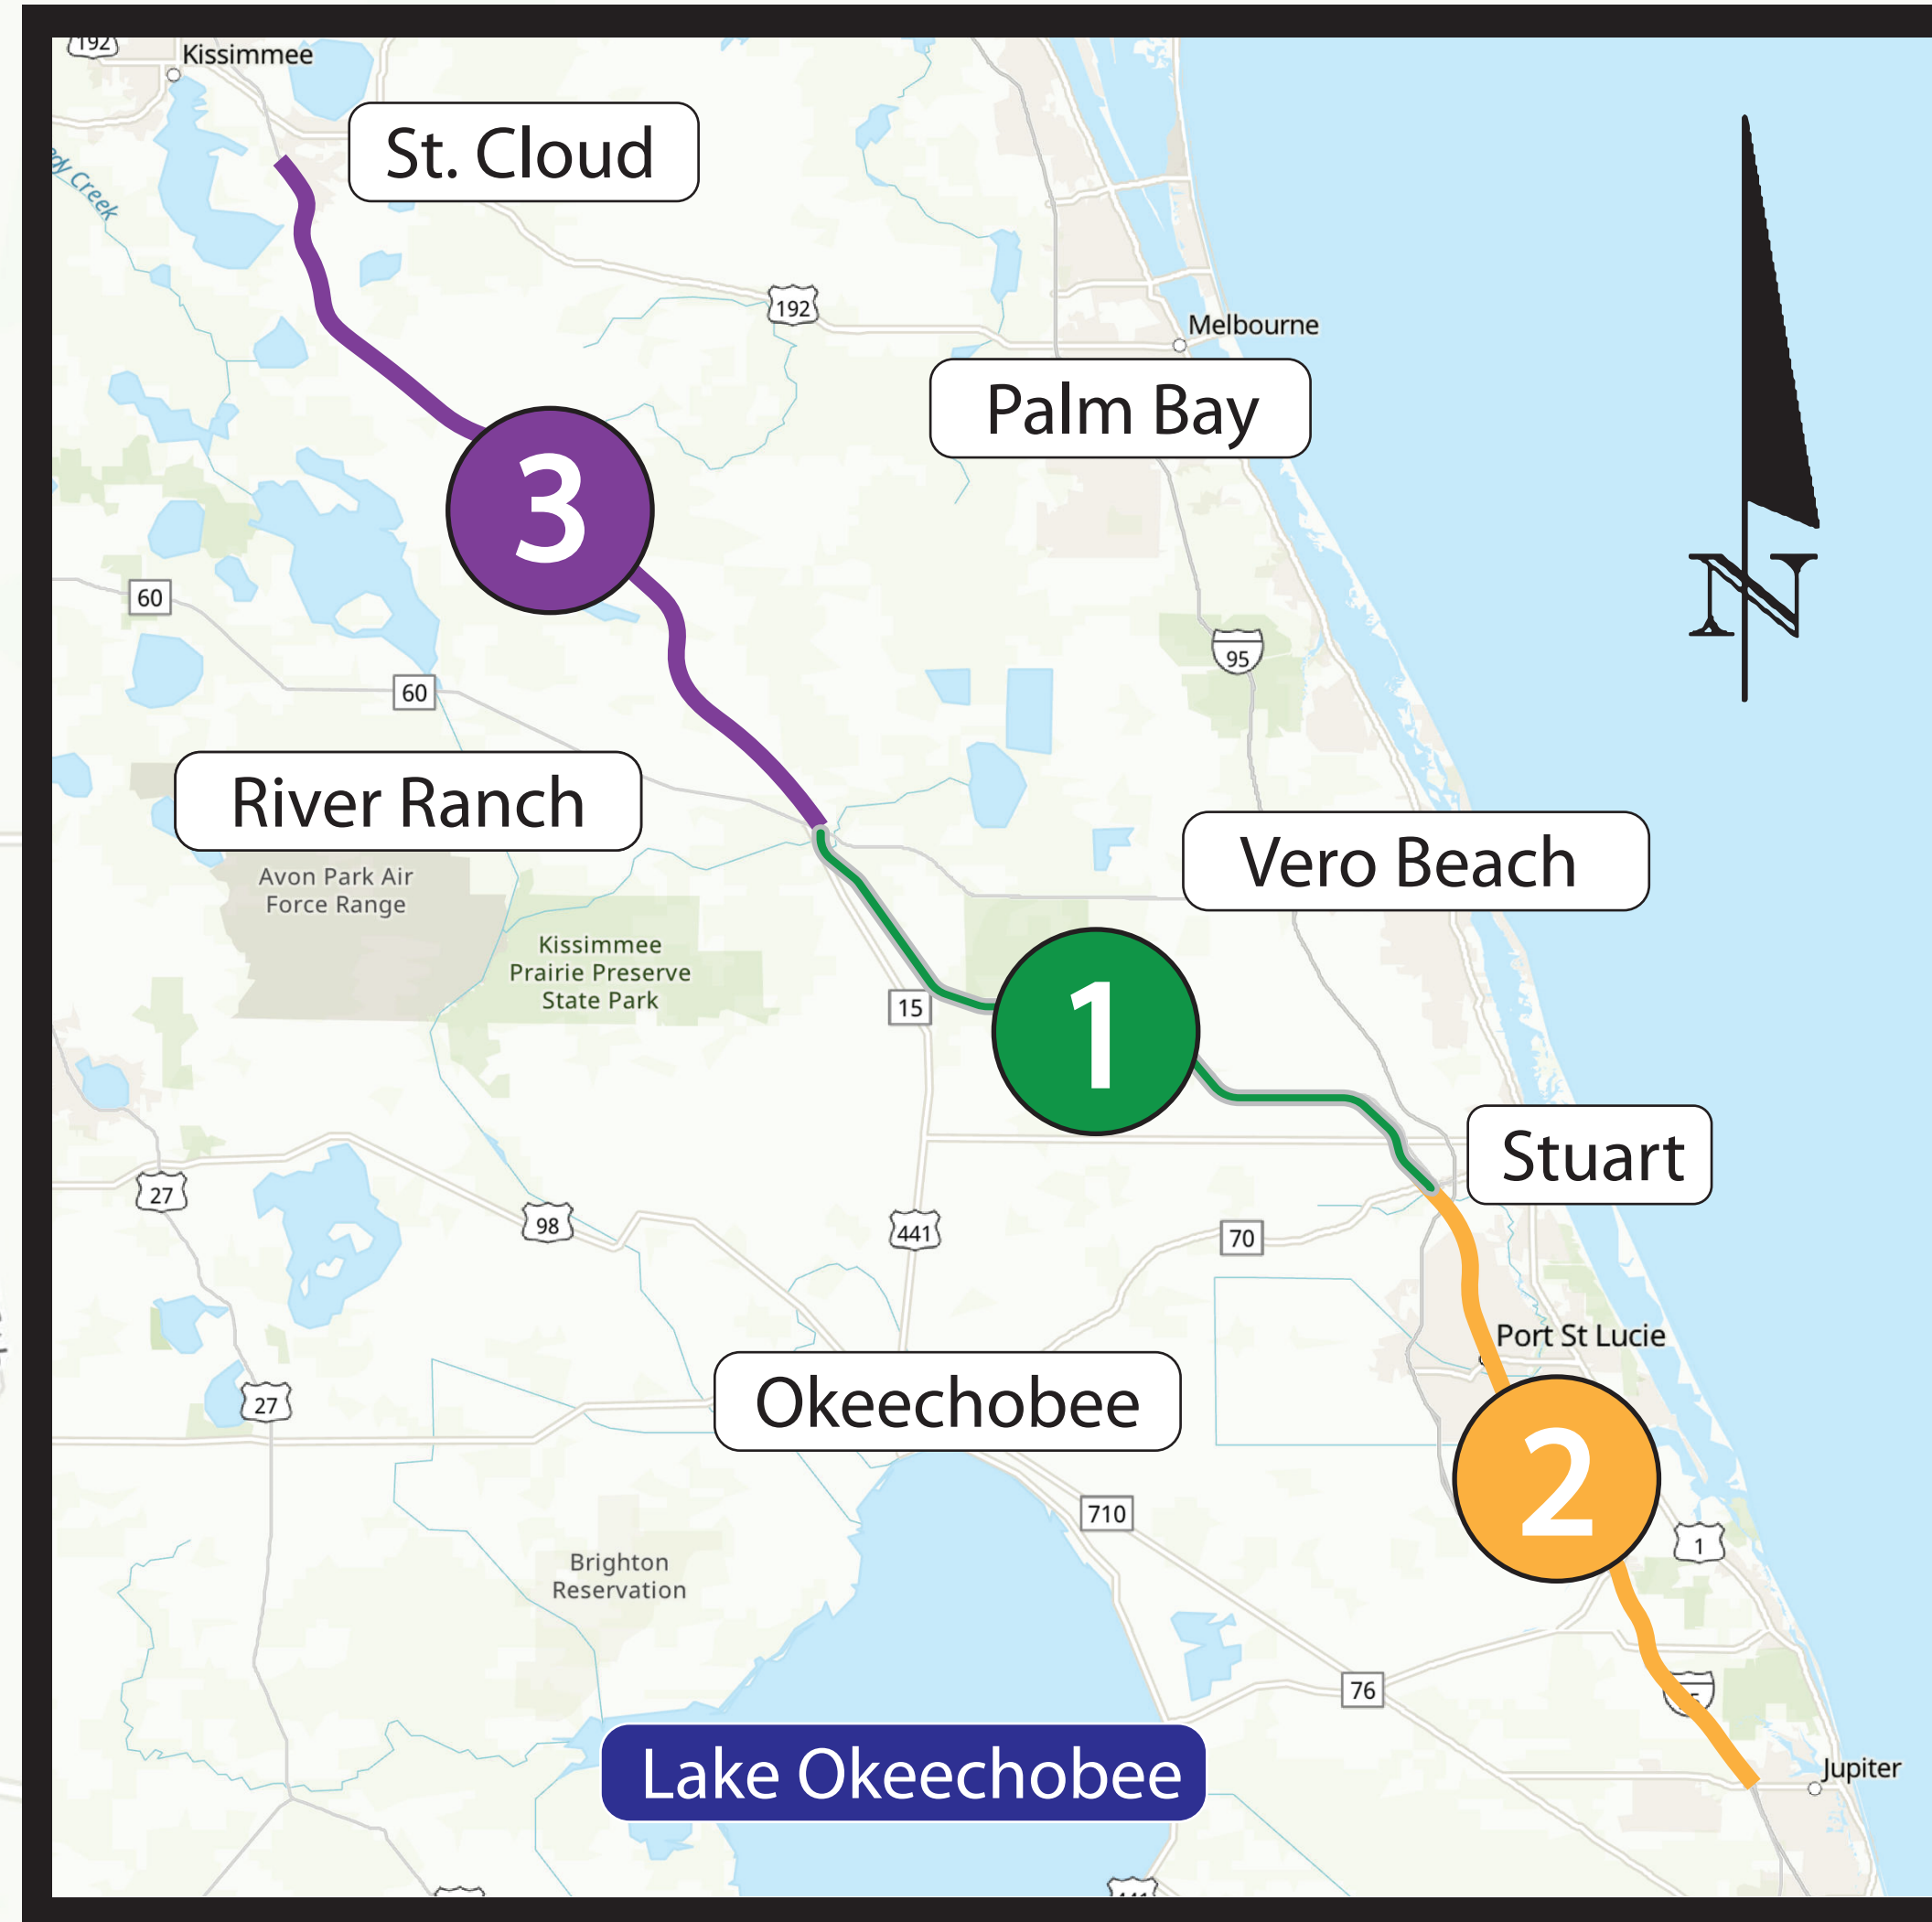 192
Kissimmee
St. Cloud
192
Melbourne
Palm Bay
3
N
60
95
60
River Ranch
Vero Beach
Avon Park Air
Force Range
Kissimmee
Prairie Preserve
State Park
15
1
Stuart
27
98
441
70
Port St Lucie
Okeechobee
27
2
710
1
Brighton
Reservation
76
Lake Okeechobee
Jupiter
441